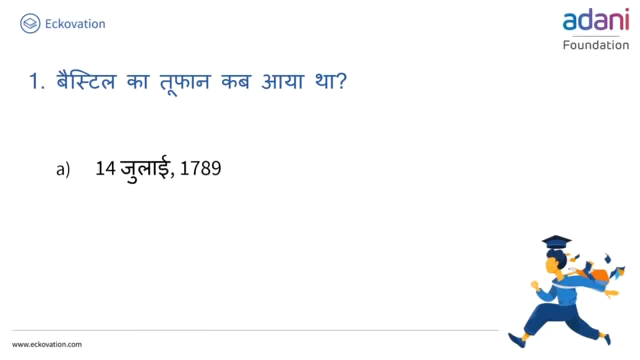 Eckovation
adani
Foundation
1. बैस्टिल का तूफान कब आया था?
a) 14 जुलाई, 1789
www.eckovation.com